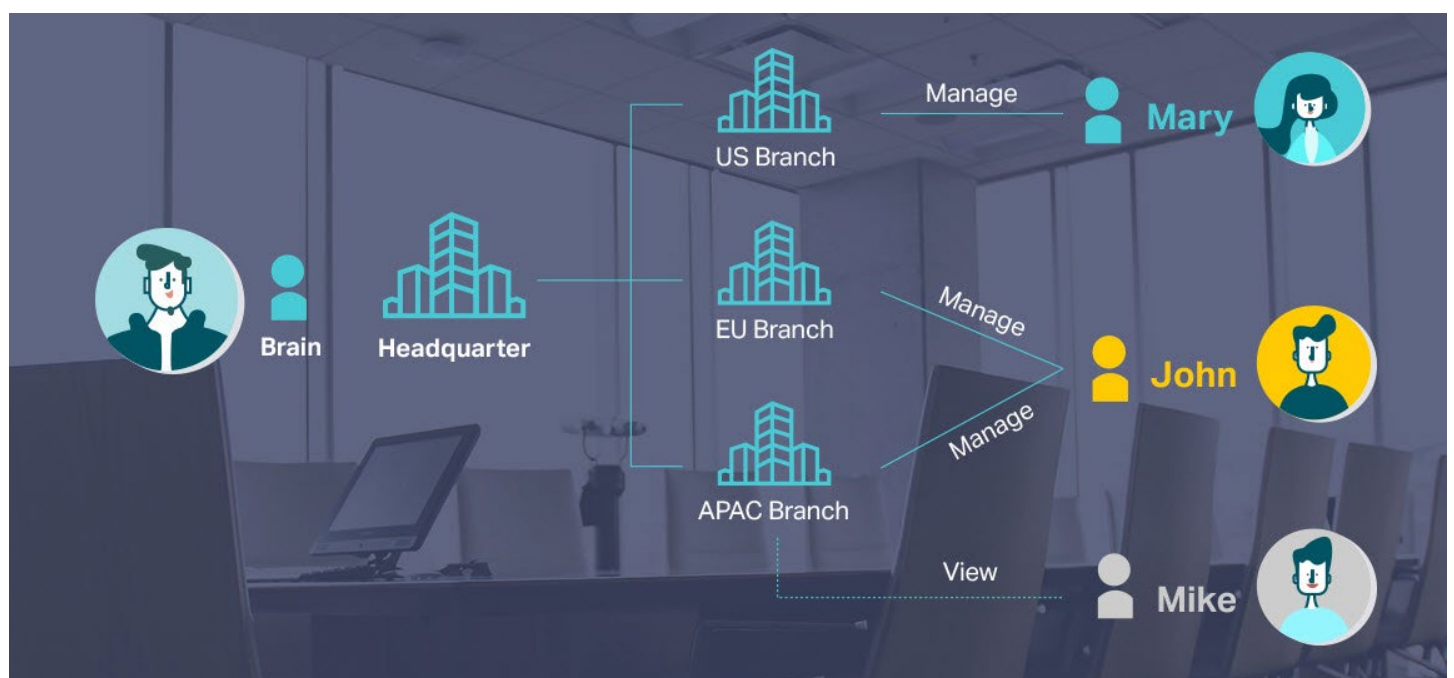 Manage
Mary
US Branch
Manage
EU Branch
Brain
Headquarter
John
Manage
APAC Branch
View
Mike